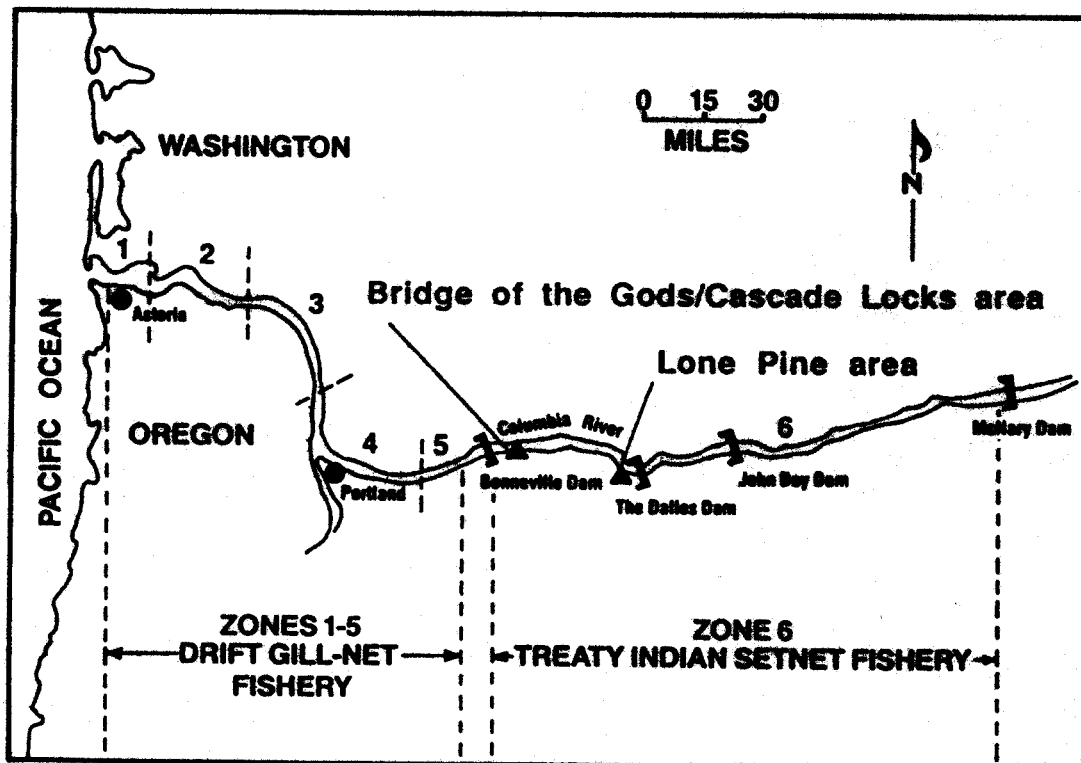 0 15 30
MILES
WASHINGTON
N
1
2
3
Bridge of the Gods/Cascade Locks area
Astoria
Lone Pine area
PACIFIC OCEAN
OREGON
4
5
Columbia River
6
McNary Dam
Portland
Bonneville Dam
John Day Dam
The Dalles Dam
ZONES 1-5
DRIFT GILL-NET
FISHERY
ZONE 6
TREATY INDIAN SETNET FISHERY